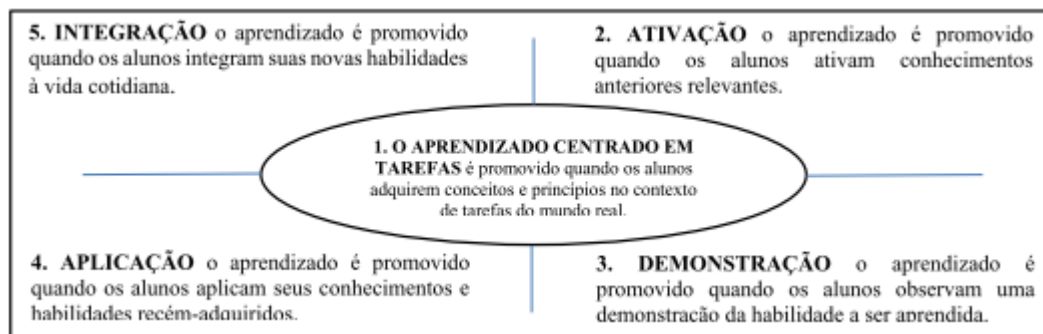 5. INTEGRAÇÃO o aprendizado é promovido
quando os alunos integram suas novas habilidades
à vida cotidiana.
2. ATIVAÇÃO o aprendizado é promovido
quando os alunos ativam conhecimentos
anteriores relevantes.
1. O APRENDIZADO CENTRADO EM
TAREFAS é promovido quando os alunos
adquirem conceitos e princípios no contexto
de tarefas do mundo real.
4. APLICAÇÃO o aprendizado é promovido
quando os alunos aplicam seus conhecimentos e
habilidades recém-adquiridos.
3. DEMONSTRAÇÃO o aprendizado é
promovido quando os alunos observam uma
demonstração da habilidade a ser aprendida.